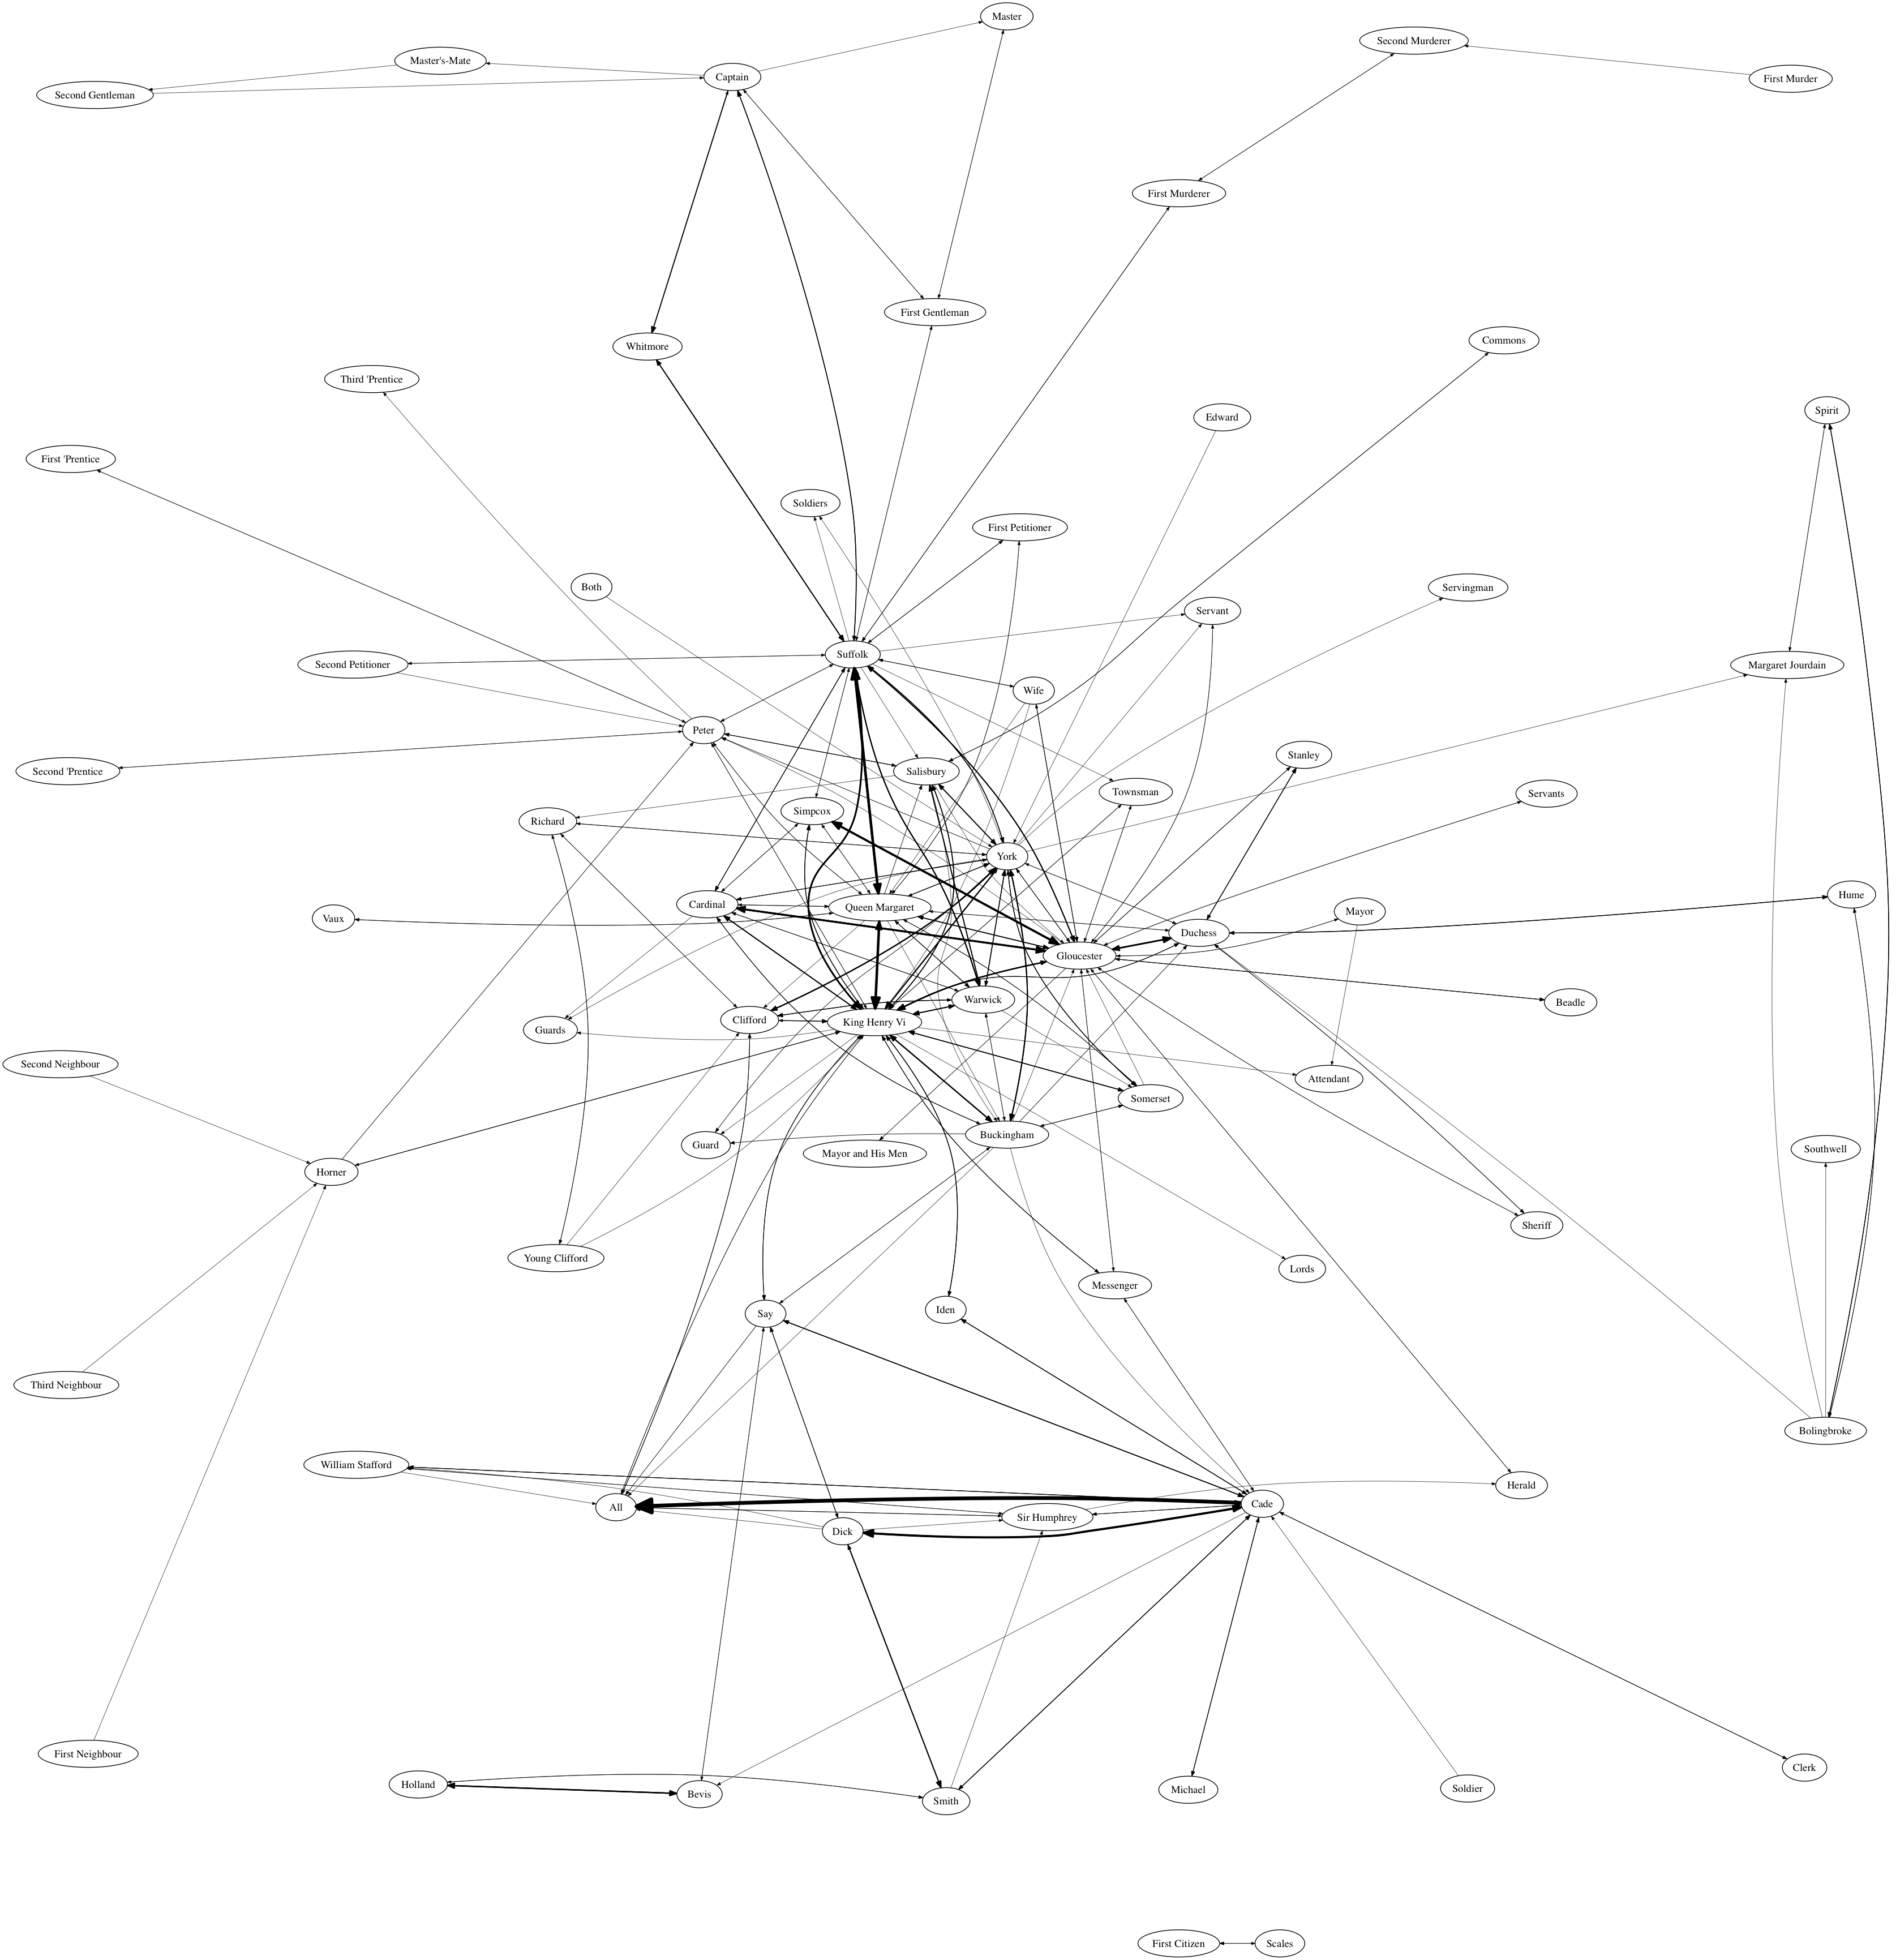 Master
Second Murderer
Master's-Mate
Captain
First Murder
Second Gentleman
First Murderer
First Gentleman
Commons
Whitmore
Third 'Prentice
Spirit
Edward
First 'Prentice
Soldiers
First Petitioner
Both
Servingman
Servant
Suffolk
Second Petitioner
Margaret Jourdain
Wife
Peter
Stanley
Second 'Prentice
Salisbury
Townsman
Servants
Simpcox
Richard
York
Hume
Cardinal
Queen Margaret
Mayor
Vaux
Duchess
Gloucester
Warwick
Beadle
Clifford
King Henry Vi
Guards
Second Neighbour
Attendant
Somerset
Buckingham
Guard
Southwell
Mayor and His Men
Horner
Sheriff
Young Clifford
Lords
Messenger
Iden
Say
Third Neighbour
Bolingbroke
William Stafford
Herald
Cade
All
Sir Humphrey
Dick
First Neighbour
Clerk
Holland
Soldier
Michael
Bevis
Smith
First Citizen
Scales